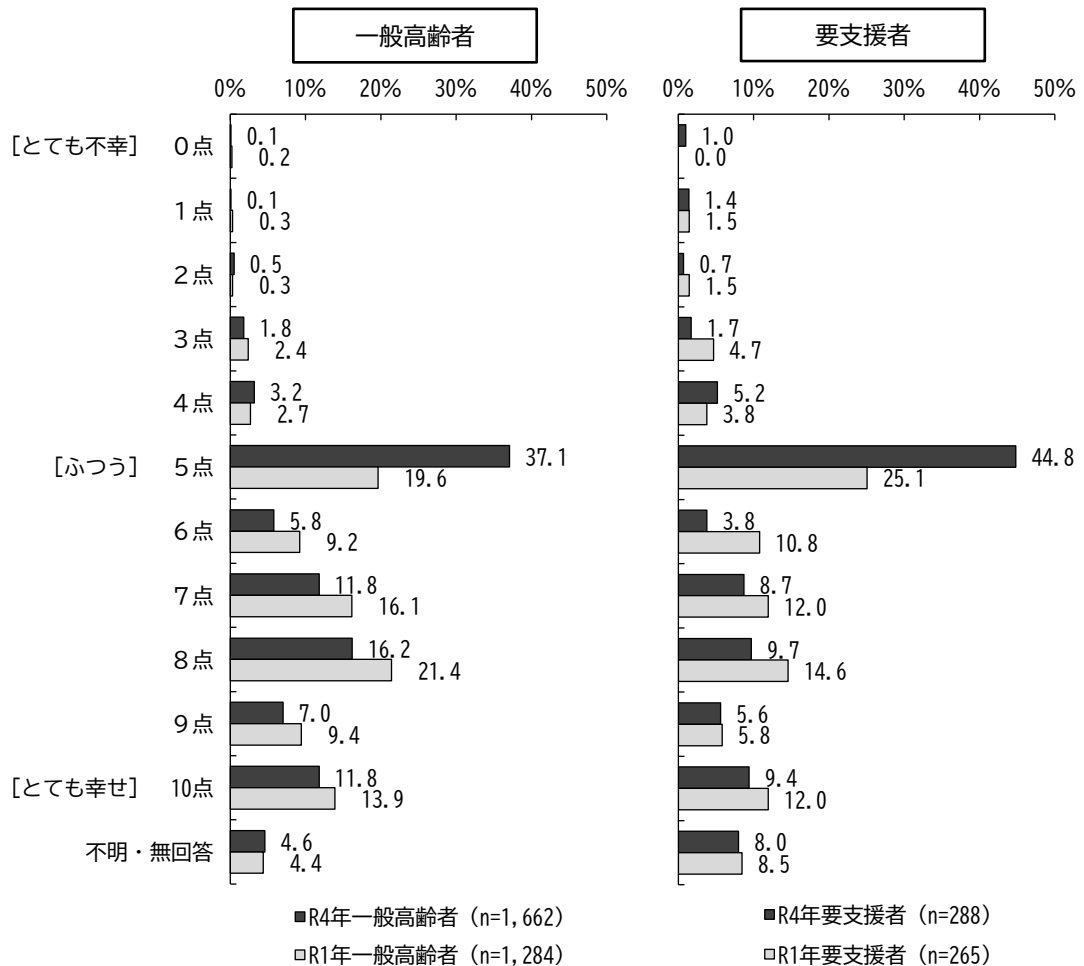 一般高齢者 要支援者
0% 10% 20% 30% 40% 50% 0% 10% 20% 30% 40% 50%
[とても不幸] 0点 0.1 1.0
0.2 0.0
1点 0.1 1.4
0.3 1.5
2点 0.5 0.7
0.3 1.5
3点 1.8 1.7
2.4 4.7
4点 3.2 5.2
2.7 3.8
[ふつう] 5点 37.1 44.8
19.6 25.1
6点 5.8 3.8
9.2 10.8
7点 11.8 8.7
16.1 12.0
8点 16.2 9.7
21.4 14.6
9点 7.0 5.6
9.4 5.8
[とても幸せ] 10点 11.8 9.4
13.9 12.0
不明・無回答 4.6 8.0
4.4 8.5
R4年一般高齢者（n=1,662） R4年要支援者（n=288）
R1年一般高齢者（n=1,284） R1年要支援者（n=265）